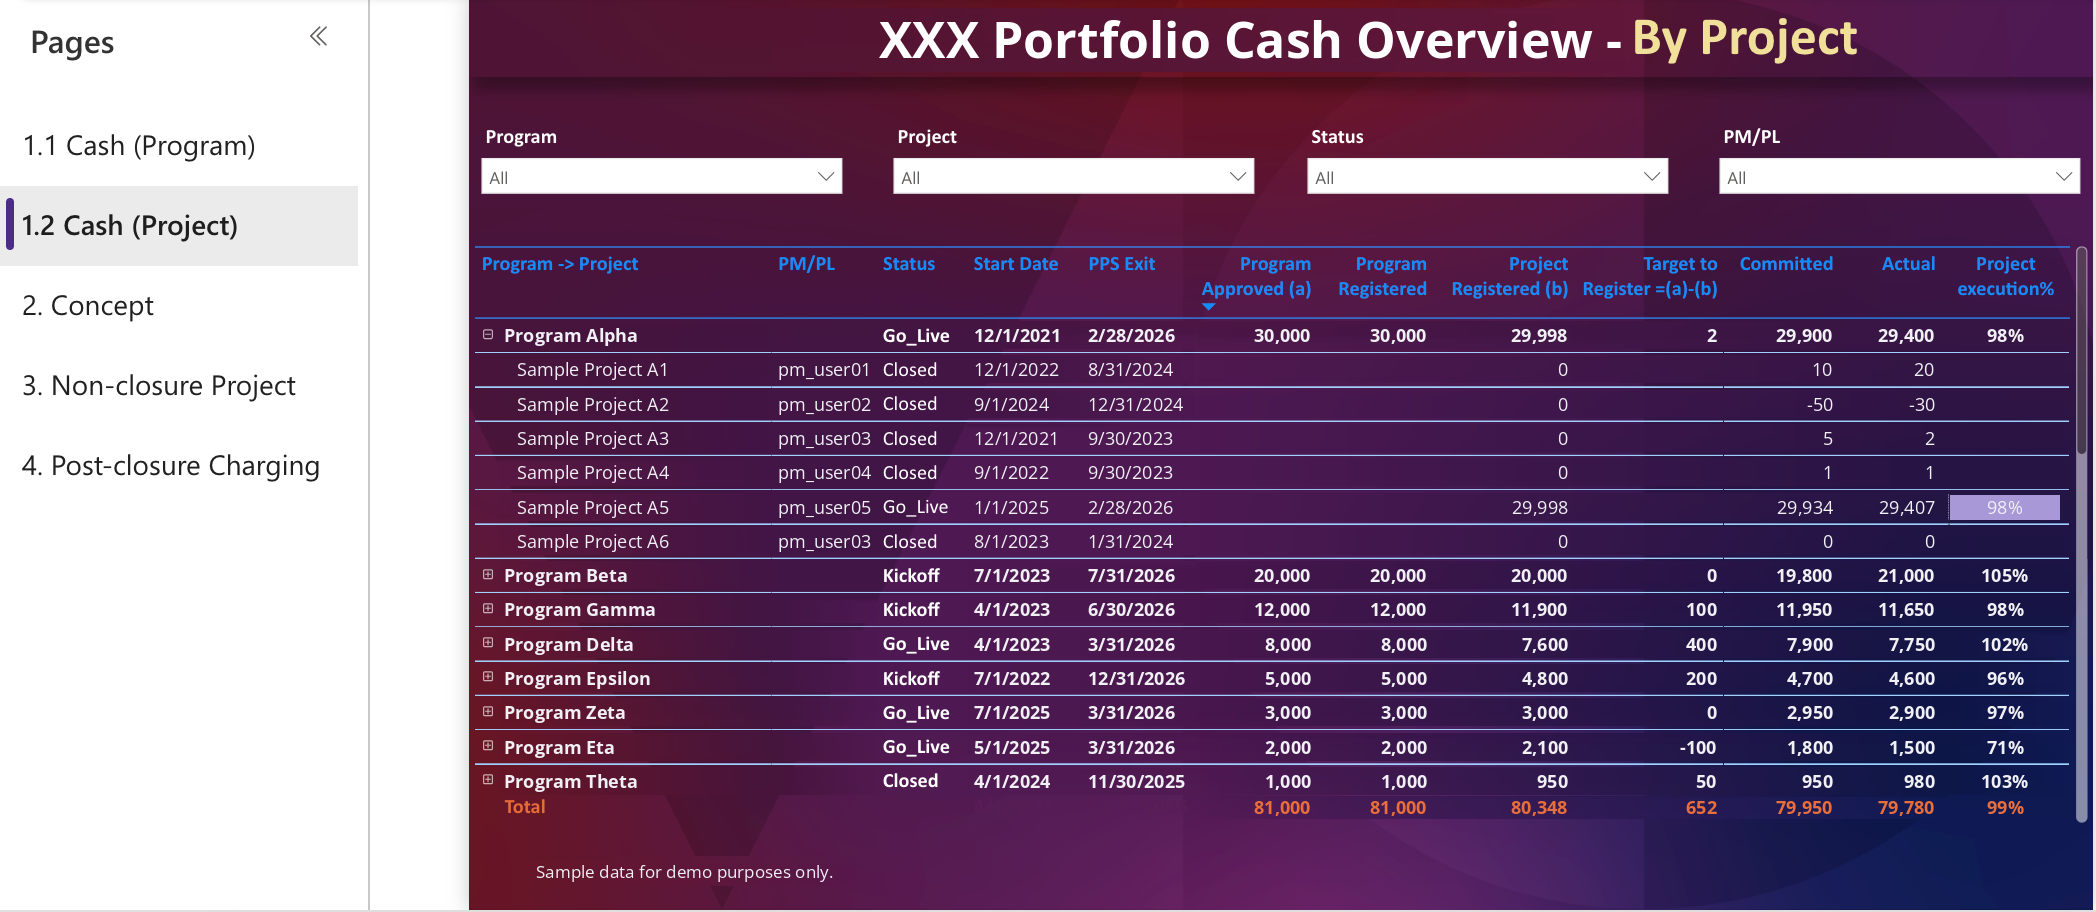 Pages
1.1 Cash (Program)
1.2 Cash (Project)
2. Concept
3. Non-closure Project
4. Post-closure Charging
XXX Portfolio Cash Overview - By Project
Program Project Status PM/PL
All All All All
Program -> Project PM/PL Status Start Date PPS Exit Program Approved (a) Program Registered Project Registered (b) Target to Register =(a)-(b) Committed Actual Project execution%
Program Alpha Go_Live 12/1/2021 2/28/2026 30,000 30,000 29,998 2 29,900 29,400 98%
Sample Project A1 pm_user01 Closed 12/1/2022 8/31/2024 0 10 20
Sample Project A2 pm_user02 Closed 9/1/2024 12/31/2024 0 -50 -30
Sample Project A3 pm_user03 Closed 12/1/2021 9/30/2023 0 5 2
Sample Project A4 pm_user04 Closed 9/1/2022 9/30/2023 0 1 1
Sample Project A5 pm_user05 Go_Live 1/1/2025 2/28/2026 29,998 29,934 29,407 98%
Sample Project A6 pm_user03 Closed 8/1/2023 1/31/2024 0 0 0
Program Beta Kickoff 7/1/2023 7/31/2026 20,000 20,000 20,000 0 19,800 21,000 105%
Program Gamma Kickoff 4/1/2023 6/30/2026 12,000 12,000 11,900 100 11,950 11,650 98%
Program Delta Go_Live 4/1/2023 3/31/2026 8,000 8,000 7,600 400 7,900 7,750 102%
Program Epsilon Kickoff 7/1/2022 12/31/2026 5,000 5,000 4,800 200 4,700 4,600 96%
Program Zeta Go_Live 7/1/2025 3/31/2026 3,000 3,000 3,000 0 2,950 2,900 97%
Program Eta Go_Live 5/1/2025 3/31/2026 2,000 2,000 2,100 -100 1,800 1,500 71%
Program Theta Closed 4/1/2024 11/30/2025 1,000 1,000 950 50 950 980 103%
Total 81,000 81,000 80,348 652 79,950 79,780 99%
Sample data for demo purposes only.